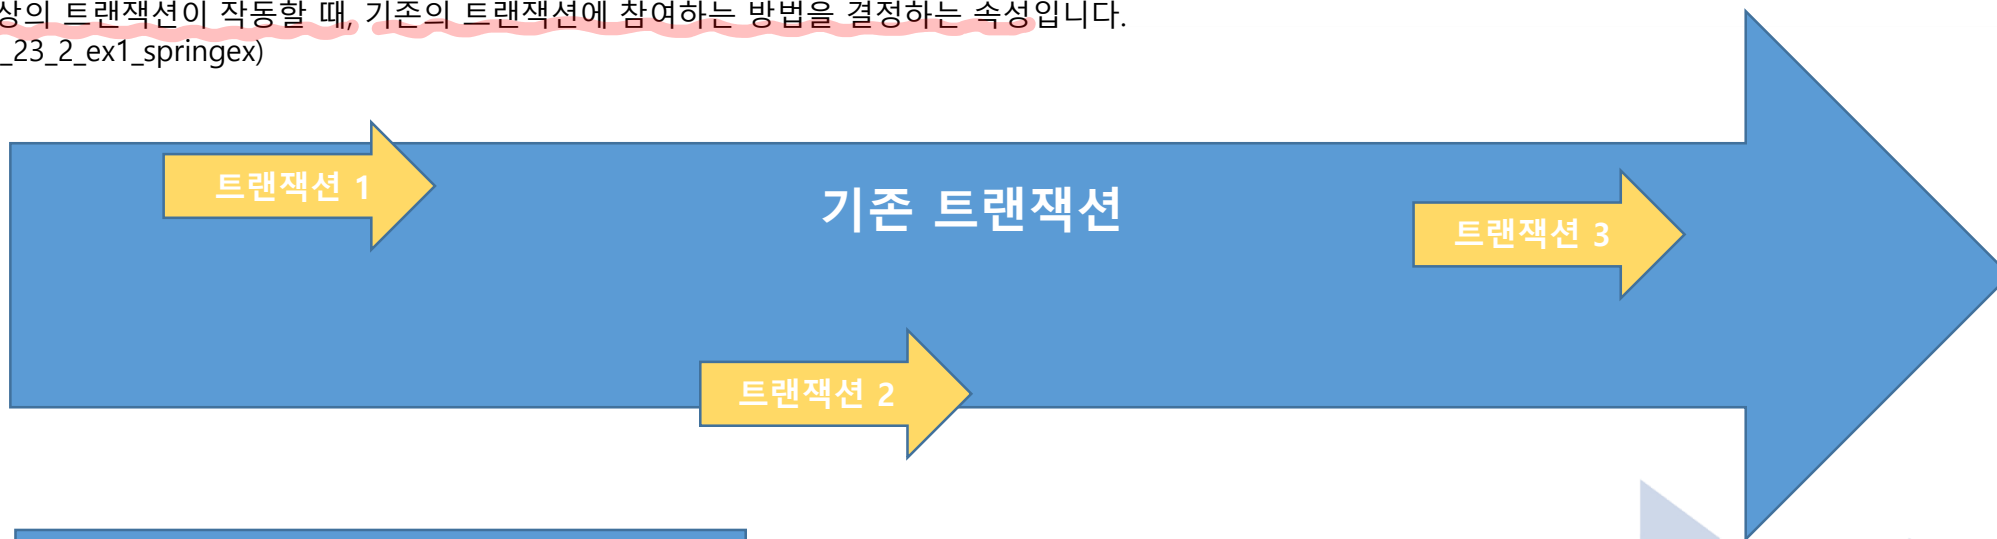 상의 트랜잭션이 작동할 때, 기존의 트랜잭션에 참여하는 방법을 결정하는 속성입니다.
_23_2_ex1_springex)
트랜잭션 1
기존 트랜잭션
트랜잭션 3
트랜잭션 2